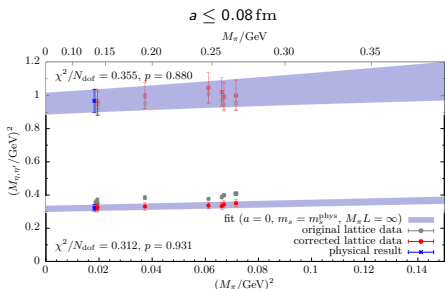 a ≤ 0.08 fm
M_π/GeV
0 0.10 0.15 0.20 0.25 0.30 0.35
χ²/N_dof = 0.355, p = 0.880
1.2
1
0.8
0.6
0.4
0.2
0
(M_η,η′/GeV)²
fit (a = 0, m_s = m_s^phys, M_πL = ∞)
original lattice data
corrected lattice data
physical result
χ²/N_dof = 0.312, p = 0.931
0 0.02 0.04 0.06 0.08 0.1 0.12 0.14
(M_π/GeV)²